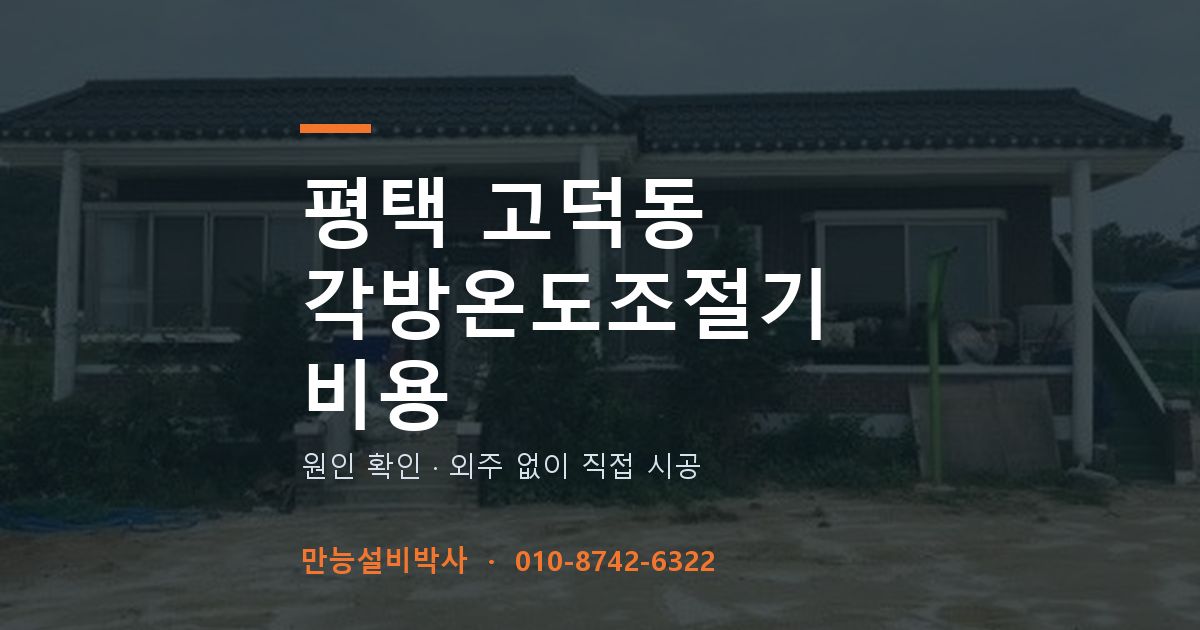 평택 고덕동
각방온도조절기
비용
원인 확인 · 외주 없이 직접 시공
만능설비박사 · 010-8742-6322